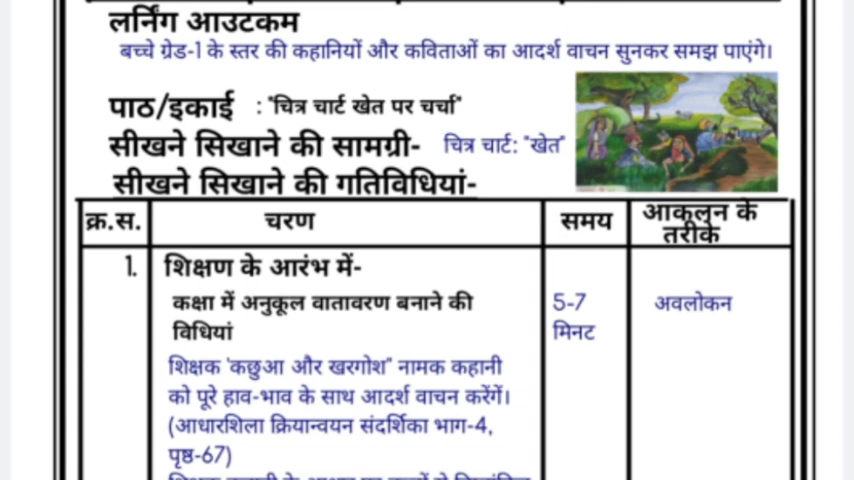 लर्निंग आउटकम
बच्चे ग्रेड-1 के स्तर की कहानियों और कविताओं का आदर्श वाचन सुनकर समझ पाएंगे।
पाठ/इकाई : "चित्र चार्ट खेत पर चर्चा"
सीखने सिखाने की सामग्री- चित्र चार्ट: "खेत"
सीखने सिखाने की गतिविधियां-
क्र.स. चरण समय आकलन के
तरीके
1. शिक्षण के आरंभ में-
कक्षा में अनुकूल वातावरण बनाने की 5-7 अवलोकन
विधियां मिनट
शिक्षक 'कछुआ और खरगोश" नामक कहानी
को पूरे हाव-भाव के साथ आदर्श वाचन करेंगें।
(आधारशिला क्रियान्वयन संदर्शिका भाग-4,
पृष्ठ-67)